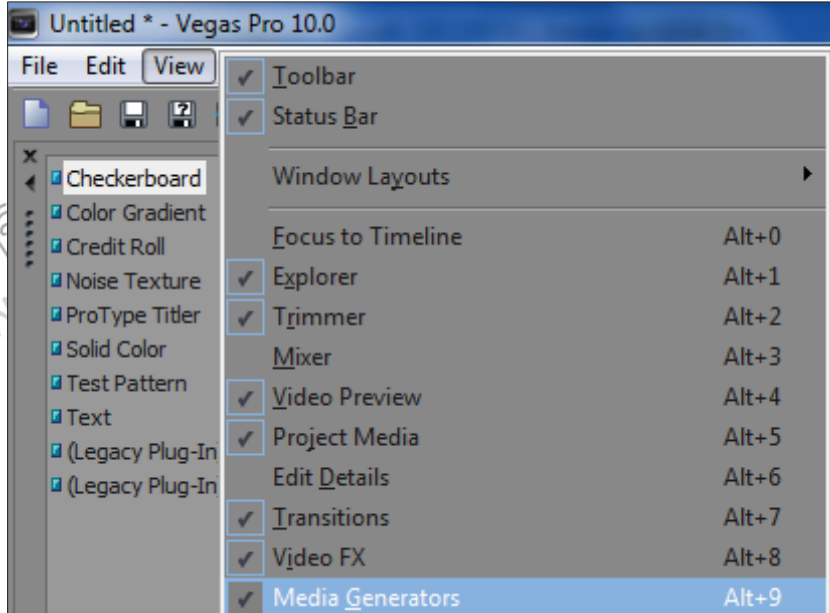 Untitled * - Vegas Pro 10.0
File Edit View
Toolbar
Status Bar
Window Layouts
Focus to Timeline Alt+0
Explorer Alt+1
Trimmer Alt+2
Mixer Alt+3
Video Preview Alt+4
Project Media Alt+5
Edit Details Alt+6
Transitions Alt+7
Video FX Alt+8
Media Generators Alt+9
Checkerboard
Color Gradient
Credit Roll
Noise Texture
ProType Titler
Solid Color
Test Pattern
Text
(Legacy Plug-In
(Legacy Plug-In